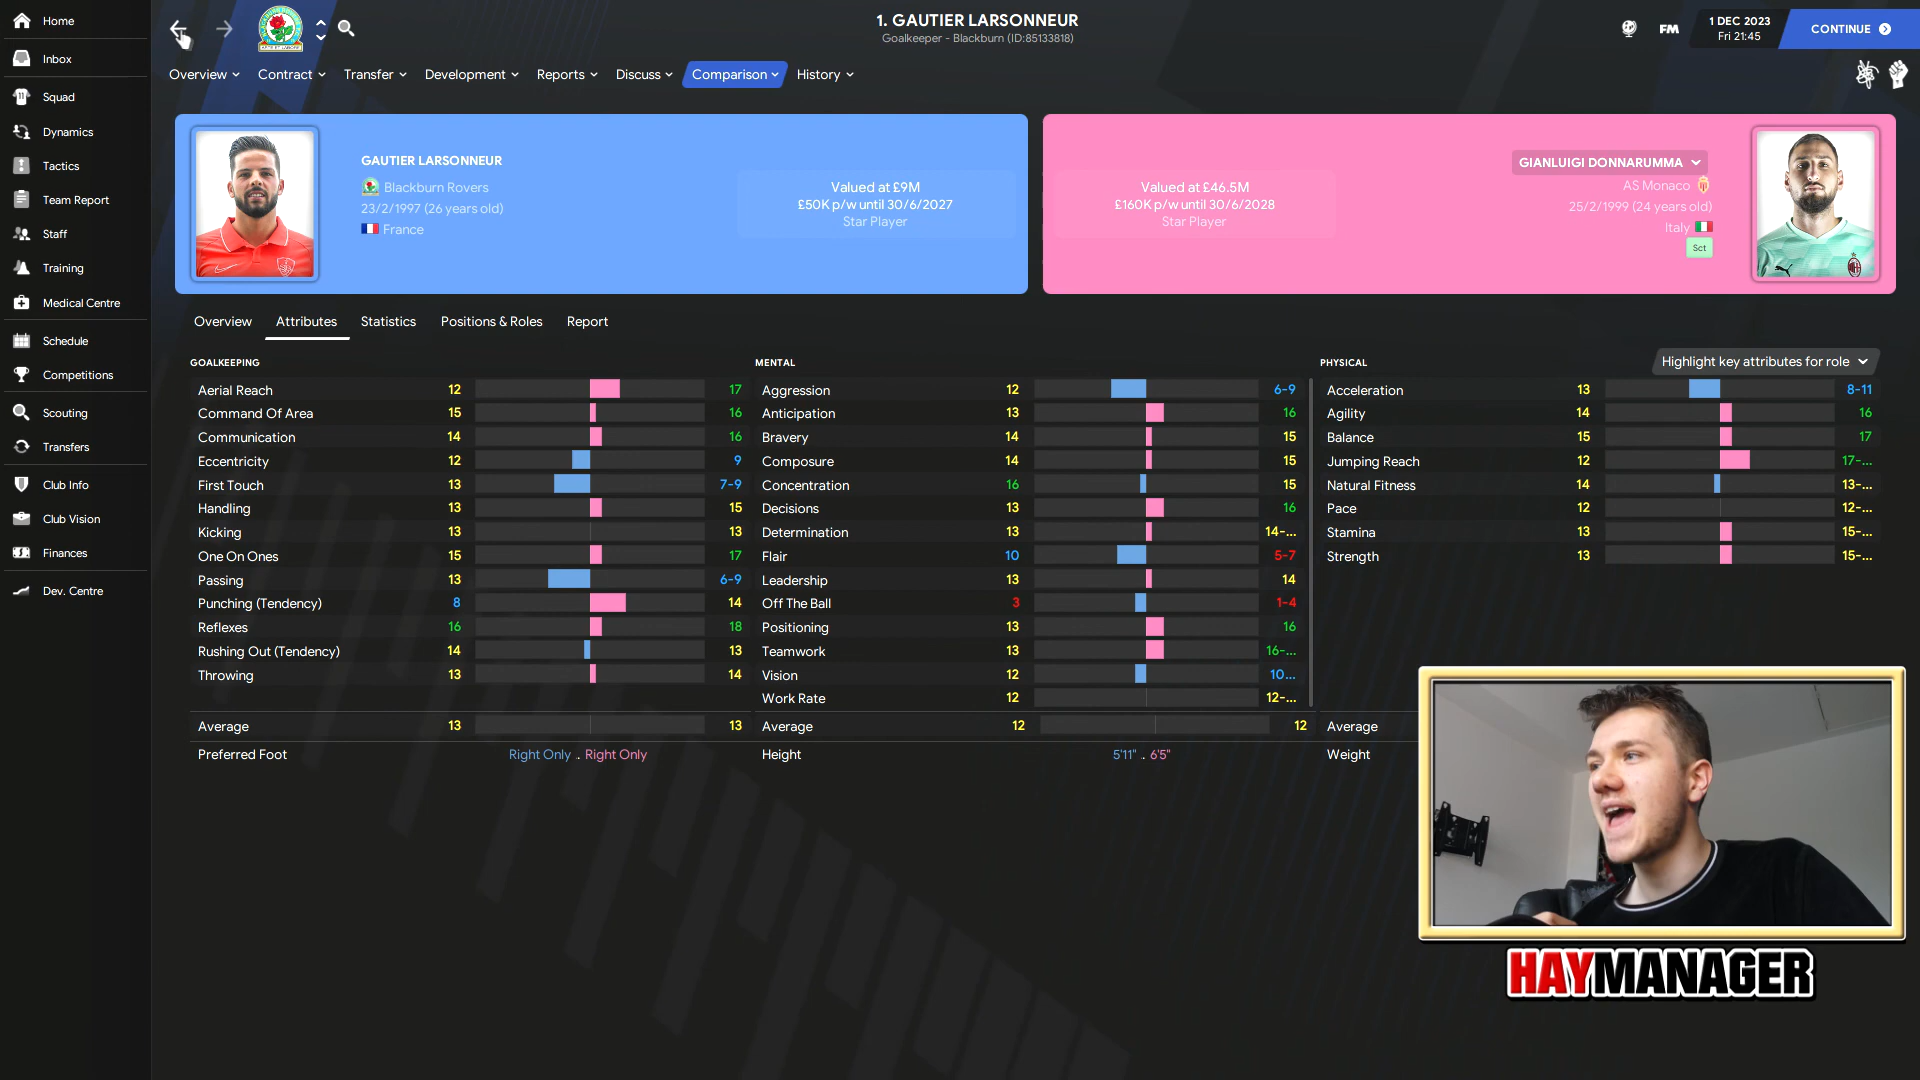 Home
Inbox
Squad
Dynamics
Tactics
Team Report
Staff
Training
Medical Centre
Schedule
Competitions
Scouting
Transfers
Club Info
Club Vision
Finances
Dev. Centre
1. GAUTIER LARSONNEUR
Goalkeeper - Blackburn (ID:85133818)
FM
1 DEC 2023
Fri 21:45
CONTINUE
Overview Contract Transfer Development Reports Discuss Comparison History
GAUTIER LARSONNEUR
Blackburn Rovers
23/2/1997 (26 years old)
France
Valued at £9M
£50K p/w until 30/6/2027
Star Player
Valued at £46.5M
£160K p/w until 30/6/2028
Star Player
GIANLUIGI DONNARUMMA
AS Monaco
25/2/1999 (24 years old)
Italy
Sct
Overview Attributes Statistics Positions & Roles Report
GOALKEEPING
Aerial Reach 12 17
Command Of Area 15 16
Communication 14 16
Eccentricity 12 9
First Touch 13 7-9
Handling 13 15
Kicking 13 13
One On Ones 15 17
Passing 13 6-9
Punching (Tendency) 8 14
Reflexes 16 18
Rushing Out (Tendency) 14 13
Throwing 13 14
Average 13 13
Preferred Foot Right Only . Right Only
MENTAL
Aggression 12 6-9
Anticipation 13 16
Bravery 14 15
Composure 14 15
Concentration 16 15
Decisions 13 16
Determination 13 14-...
Flair 10 5-7
Leadership 13 14
Off The Ball 3 1-4
Positioning 13 16
Teamwork 13 16-...
Vision 12 10...
Work Rate 12 12-...
Average 12 12
Height 5'11" . 6'5"
PHYSICAL
Highlight key attributes for role
Acceleration 13 8-11
Agility 14 16
Balance 15 17
Jumping Reach 12 17-...
Natural Fitness 14 13-...
Pace 12 12-...
Stamina 13 15-...
Strength 13 15-...
Average
Weight
HAYMANAGER